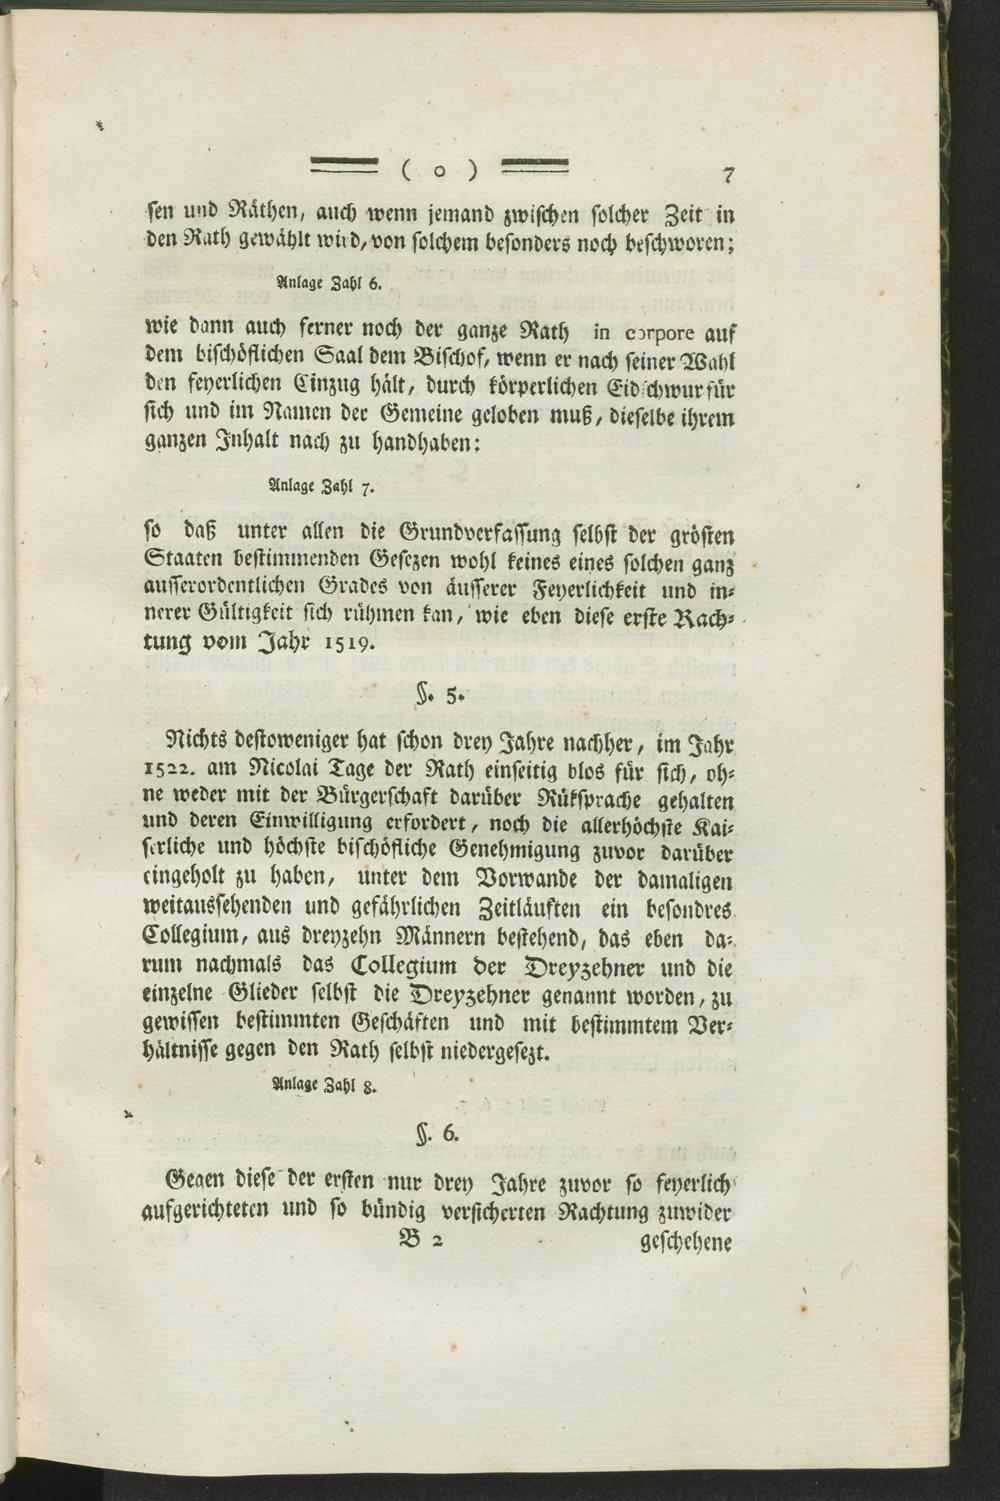 ( o ) 7
sen und Räthen, auch wenn jemand zwischen solcher Zeit in
den Rath gewählt wird, von solchem besonders noch beschworen;
Anlage Zahl 6.
wie dann auch ferner noch der ganze Rath in corpore auf
dem bischöflichen Saal dem Bischof, wenn er nach seiner Wahl
den feyerlichen Einzug hält, durch körperlichen Eidschwur für
sich und im Namen der Gemeine geloben muß, dieselbe ihrem
ganzen Inhalt nach zu handhaben:
Anlage Zahl 7.
so daß unter allen die Grundverfassung selbst der grösten
Staaten bestimmenden Gesezen wohl keines eines solchen ganz
ausserordentlichen Grades von äusserer Feyerlichkeit und in-
nerer Gültigkeit sich rühmen kan, wie eben diese erste Rach-
tung vom Jahr 1519.
§. 5.
Nichts destoweniger hat schon drey Jahre nachher, im Jahr
1522. am Nicolai Tage der Rath einseitig blos für sich, oh-
ne weder mit der Bürgerschaft darüber Rüksprache gehalten
und deren Einwilligung erfordert, noch die allerhöchste Kai-
serliche und höchste bischöfliche Genehmigung zuvor darüber
eingeholt zu haben, unter dem Vorwande der damaligen
weitaussehenden und gefährlichen Zeitläuften ein besondres
Collegium, aus dreyzehn Männern bestehend, das eben da-
rum nachmals das Collegium der Dreyzehner und die
einzelne Glieder selbst die Dreyzehner genannt worden, zu
gewissen bestimmten Geschäften und mit bestimmtem Ver-
hältnisse gegen den Rath selbst niedergesezt.
Anlage Zahl 8.
§. 6.
Gegen diese der ersten nur drey Jahre zuvor so feyerlich
aufgerichteten und so bündig versicherten Rachtung zuwider
B 2 geschehene